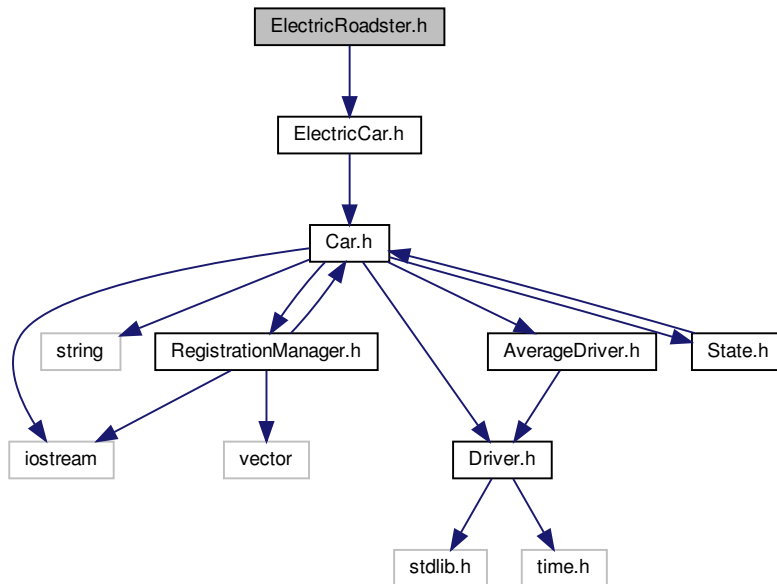 ElectricRoadster.h
ElectricCar.h
Car.h
string
RegistrationManager.h
AverageDriver.h
State.h
iostream
vector
Driver.h
stdlib.h
time.h